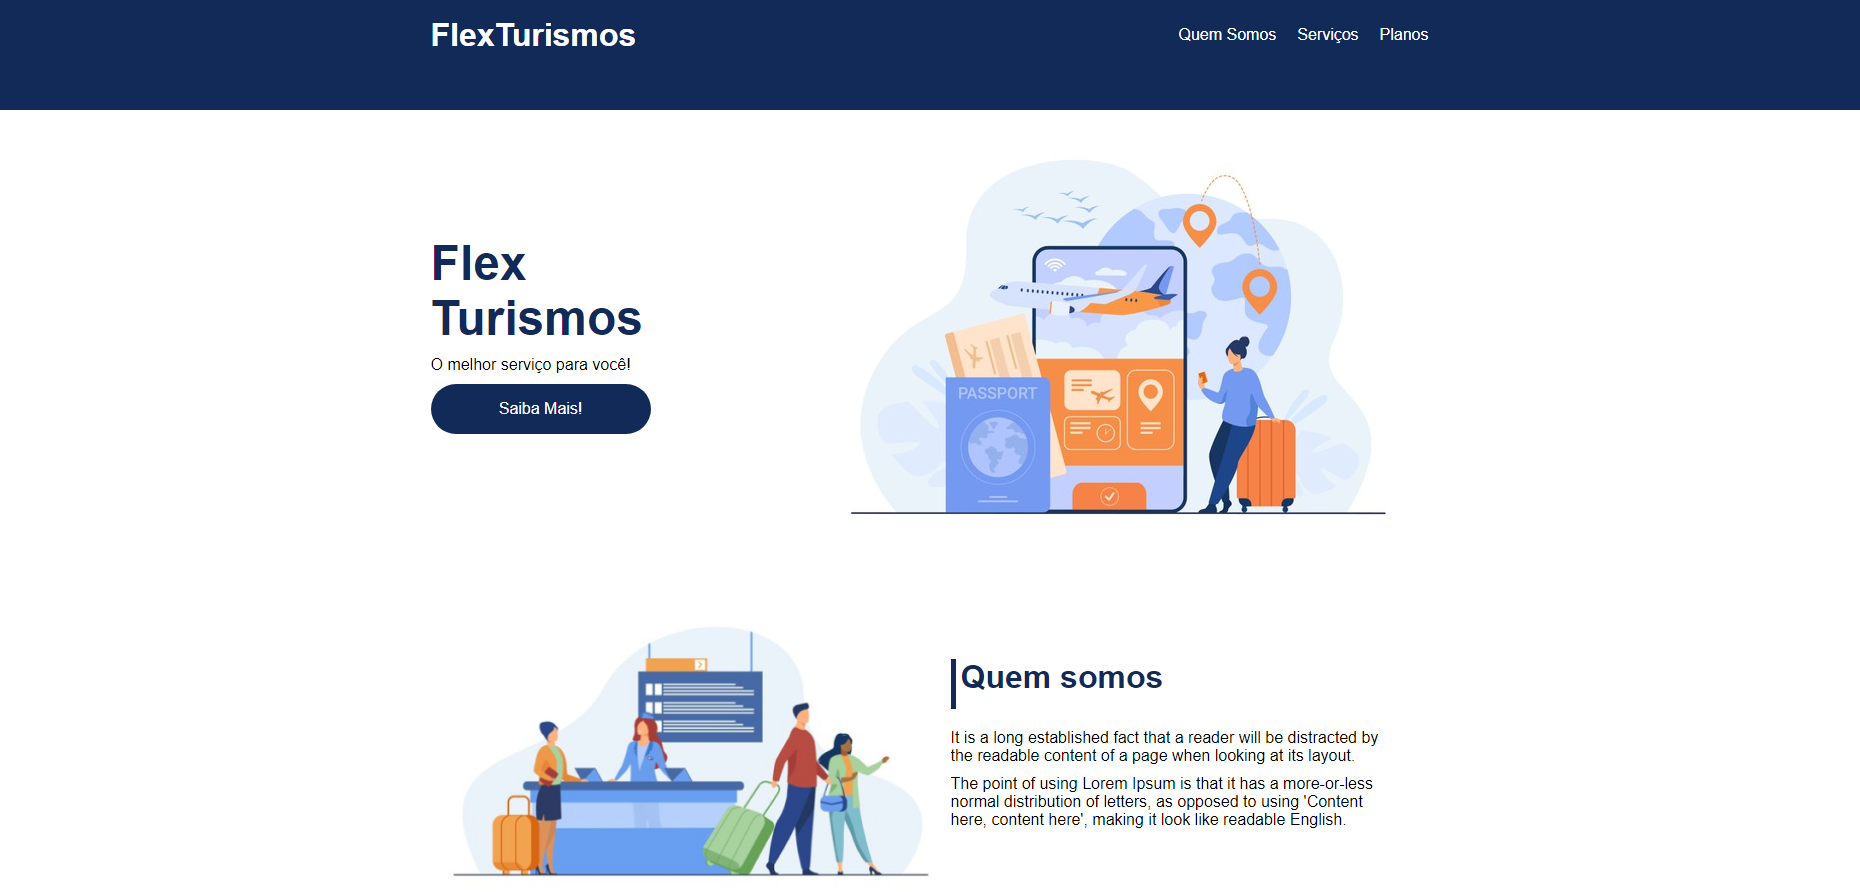 FlexTurismos
Quem Somos Serviços Planos
Flex
Turismos
O melhor serviço para você!
Saiba Mais!
PASSPORT
Quem somos
It is a long established fact that a reader will be distracted by
the readable content of a page when looking at its layout.
The point of using Lorem Ipsum is that it has a more-or-less
normal distribution of letters, as opposed to using 'Content
here, content here', making it look like readable English.